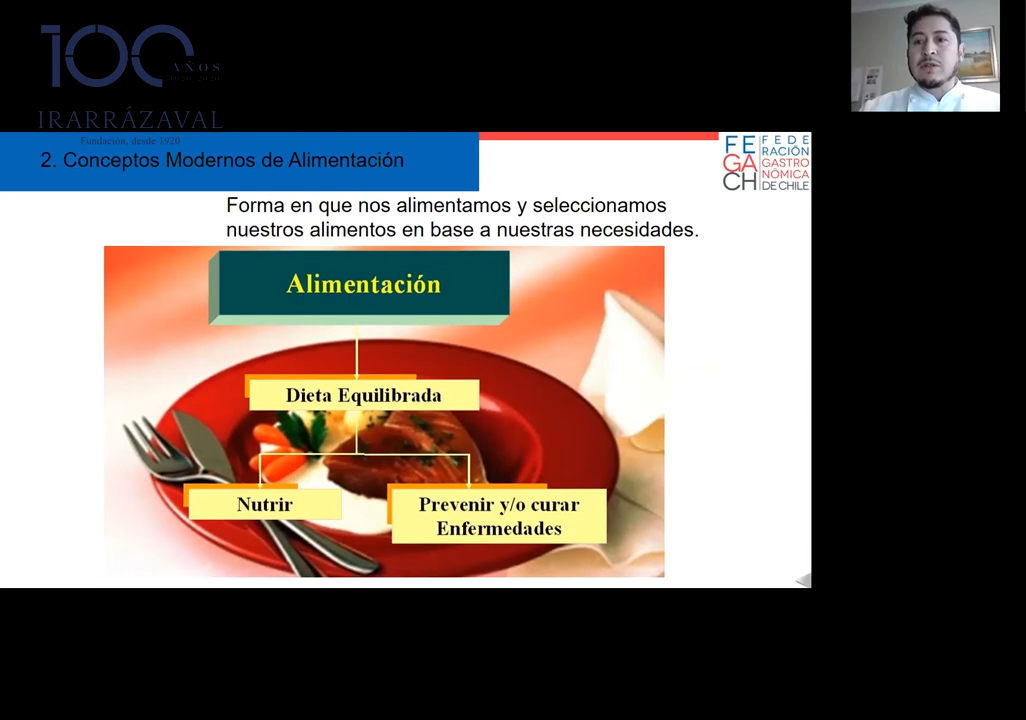 100
AÑOS
IRARRÁZAVAL
Fundación, desde 1920
2. Conceptos Modernos de Alimentación
FE
GA
CH
FEDE
RACIÓN
GASTRO
NÓMICA
DE CHILE
Forma en que nos alimentamos y seleccionamos
nuestros alimentos en base a nuestras necesidades.
Alimentación
Dieta Equilibrada
Nutrir
Prevenir y/o curar
Enfermedades